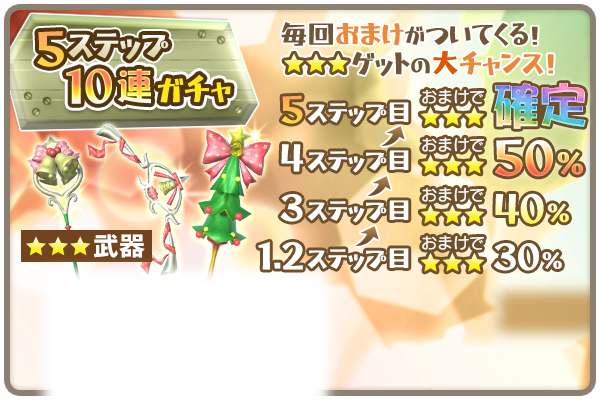 5ステップ
10連ガチャ
毎回おまけがついてくる!
★★★ゲットの大チャンス!
5ステップ目 おまけで ★★★ 確定
4ステップ目 おまけで ★★★ 50%
3ステップ目 おまけで ★★★ 40%
1.2ステップ目 おまけで ★★★ 30%
★★★武器